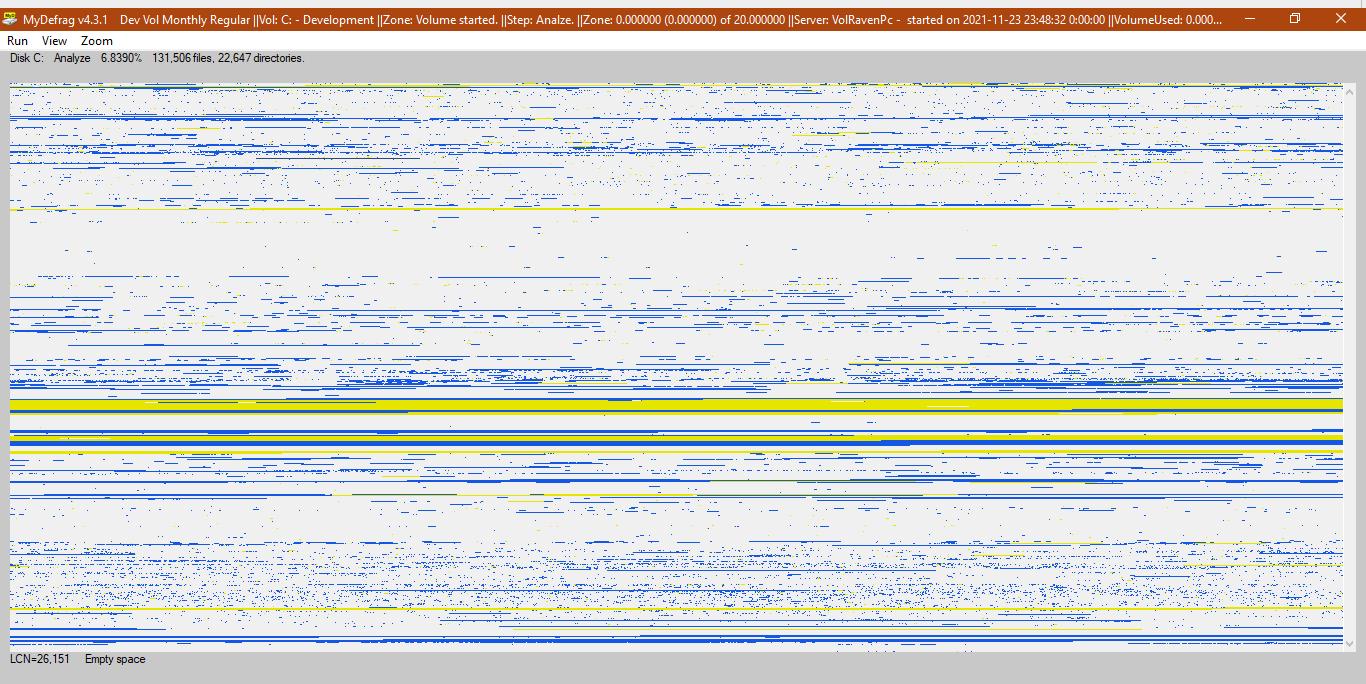 MyDefrag v4.3.1 Dev Vol Monthly Regular ||Vol: C: - Development ||Zone: Volume started. ||Step: Analze. ||Zone: 0.000000 (0.000000) of 20.000000 ||Server: VolRavenPc - started on 2021-11-23 23:48:32 0:00:00 ||VolumeUsed: 0.000...
Run View Zoom
Disk C: Analyze 6.8390% 131,506 files, 22,647 directories.
LCN=26,151 Empty space